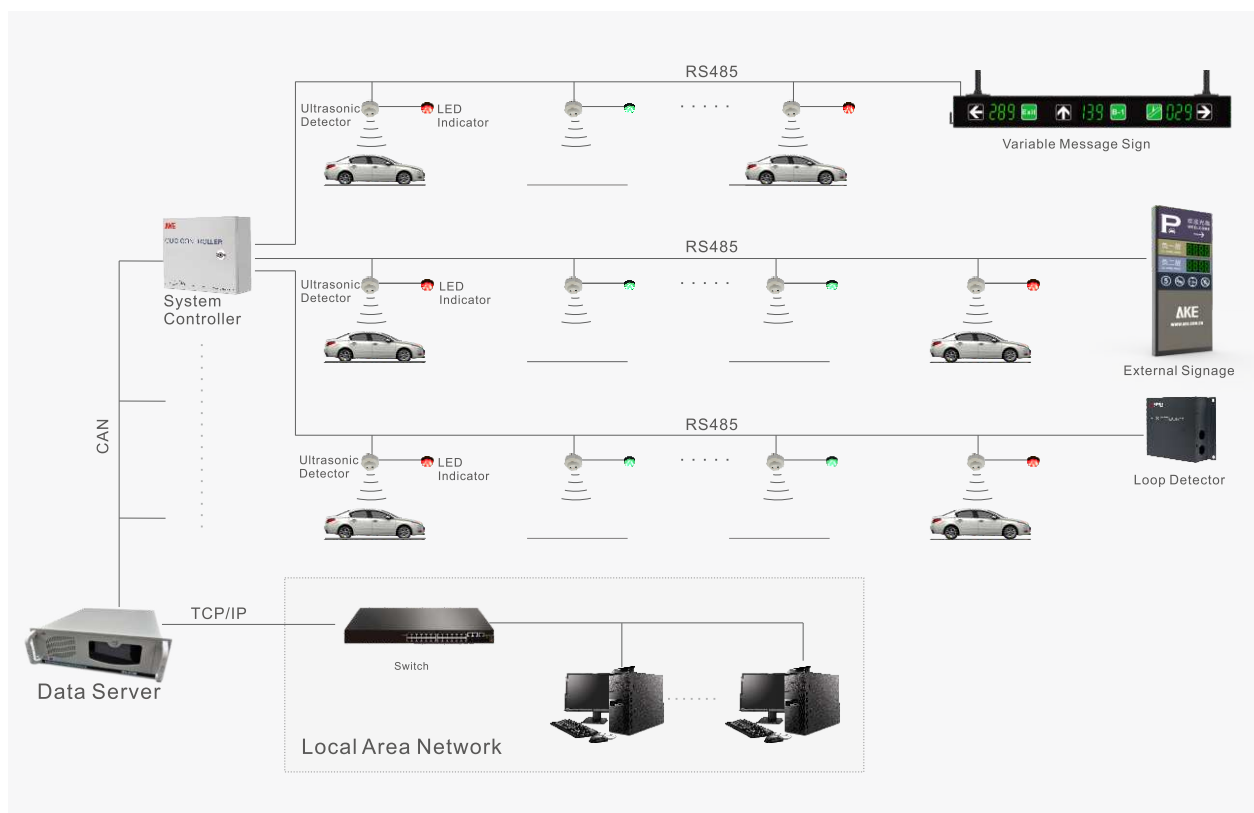 RS485
Ultrasonic
Detector
LED
Indicator
289 Exit 139 B-1 029
Variable Message Sign
AKE
System
Controller
RS485
Ultrasonic
Detector
LED
Indicator
P
AKE
External Signage
RS485
Ultrasonic
Detector
LED
Indicator
Loop Detector
CAN
TCP/IP
Data Server
Switch
Local Area Network